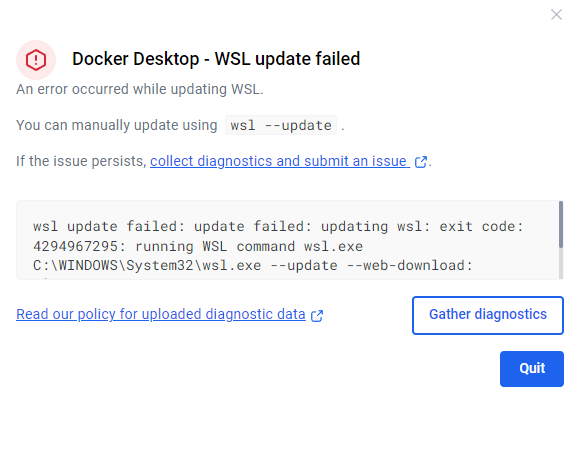 Docker Desktop - WSL update failed
An error occurred while updating WSL.
You can manually update using wsl --update .
If the issue persists, collect diagnostics and submit an issue .
wsl update failed: update failed: updating wsl: exit code:
4294967295: running WSL command wsl.exe
C:\WINDOWS\System32\wsl.exe --update --web-download:
Read our policy for uploaded diagnostic data
Gather diagnostics
Quit